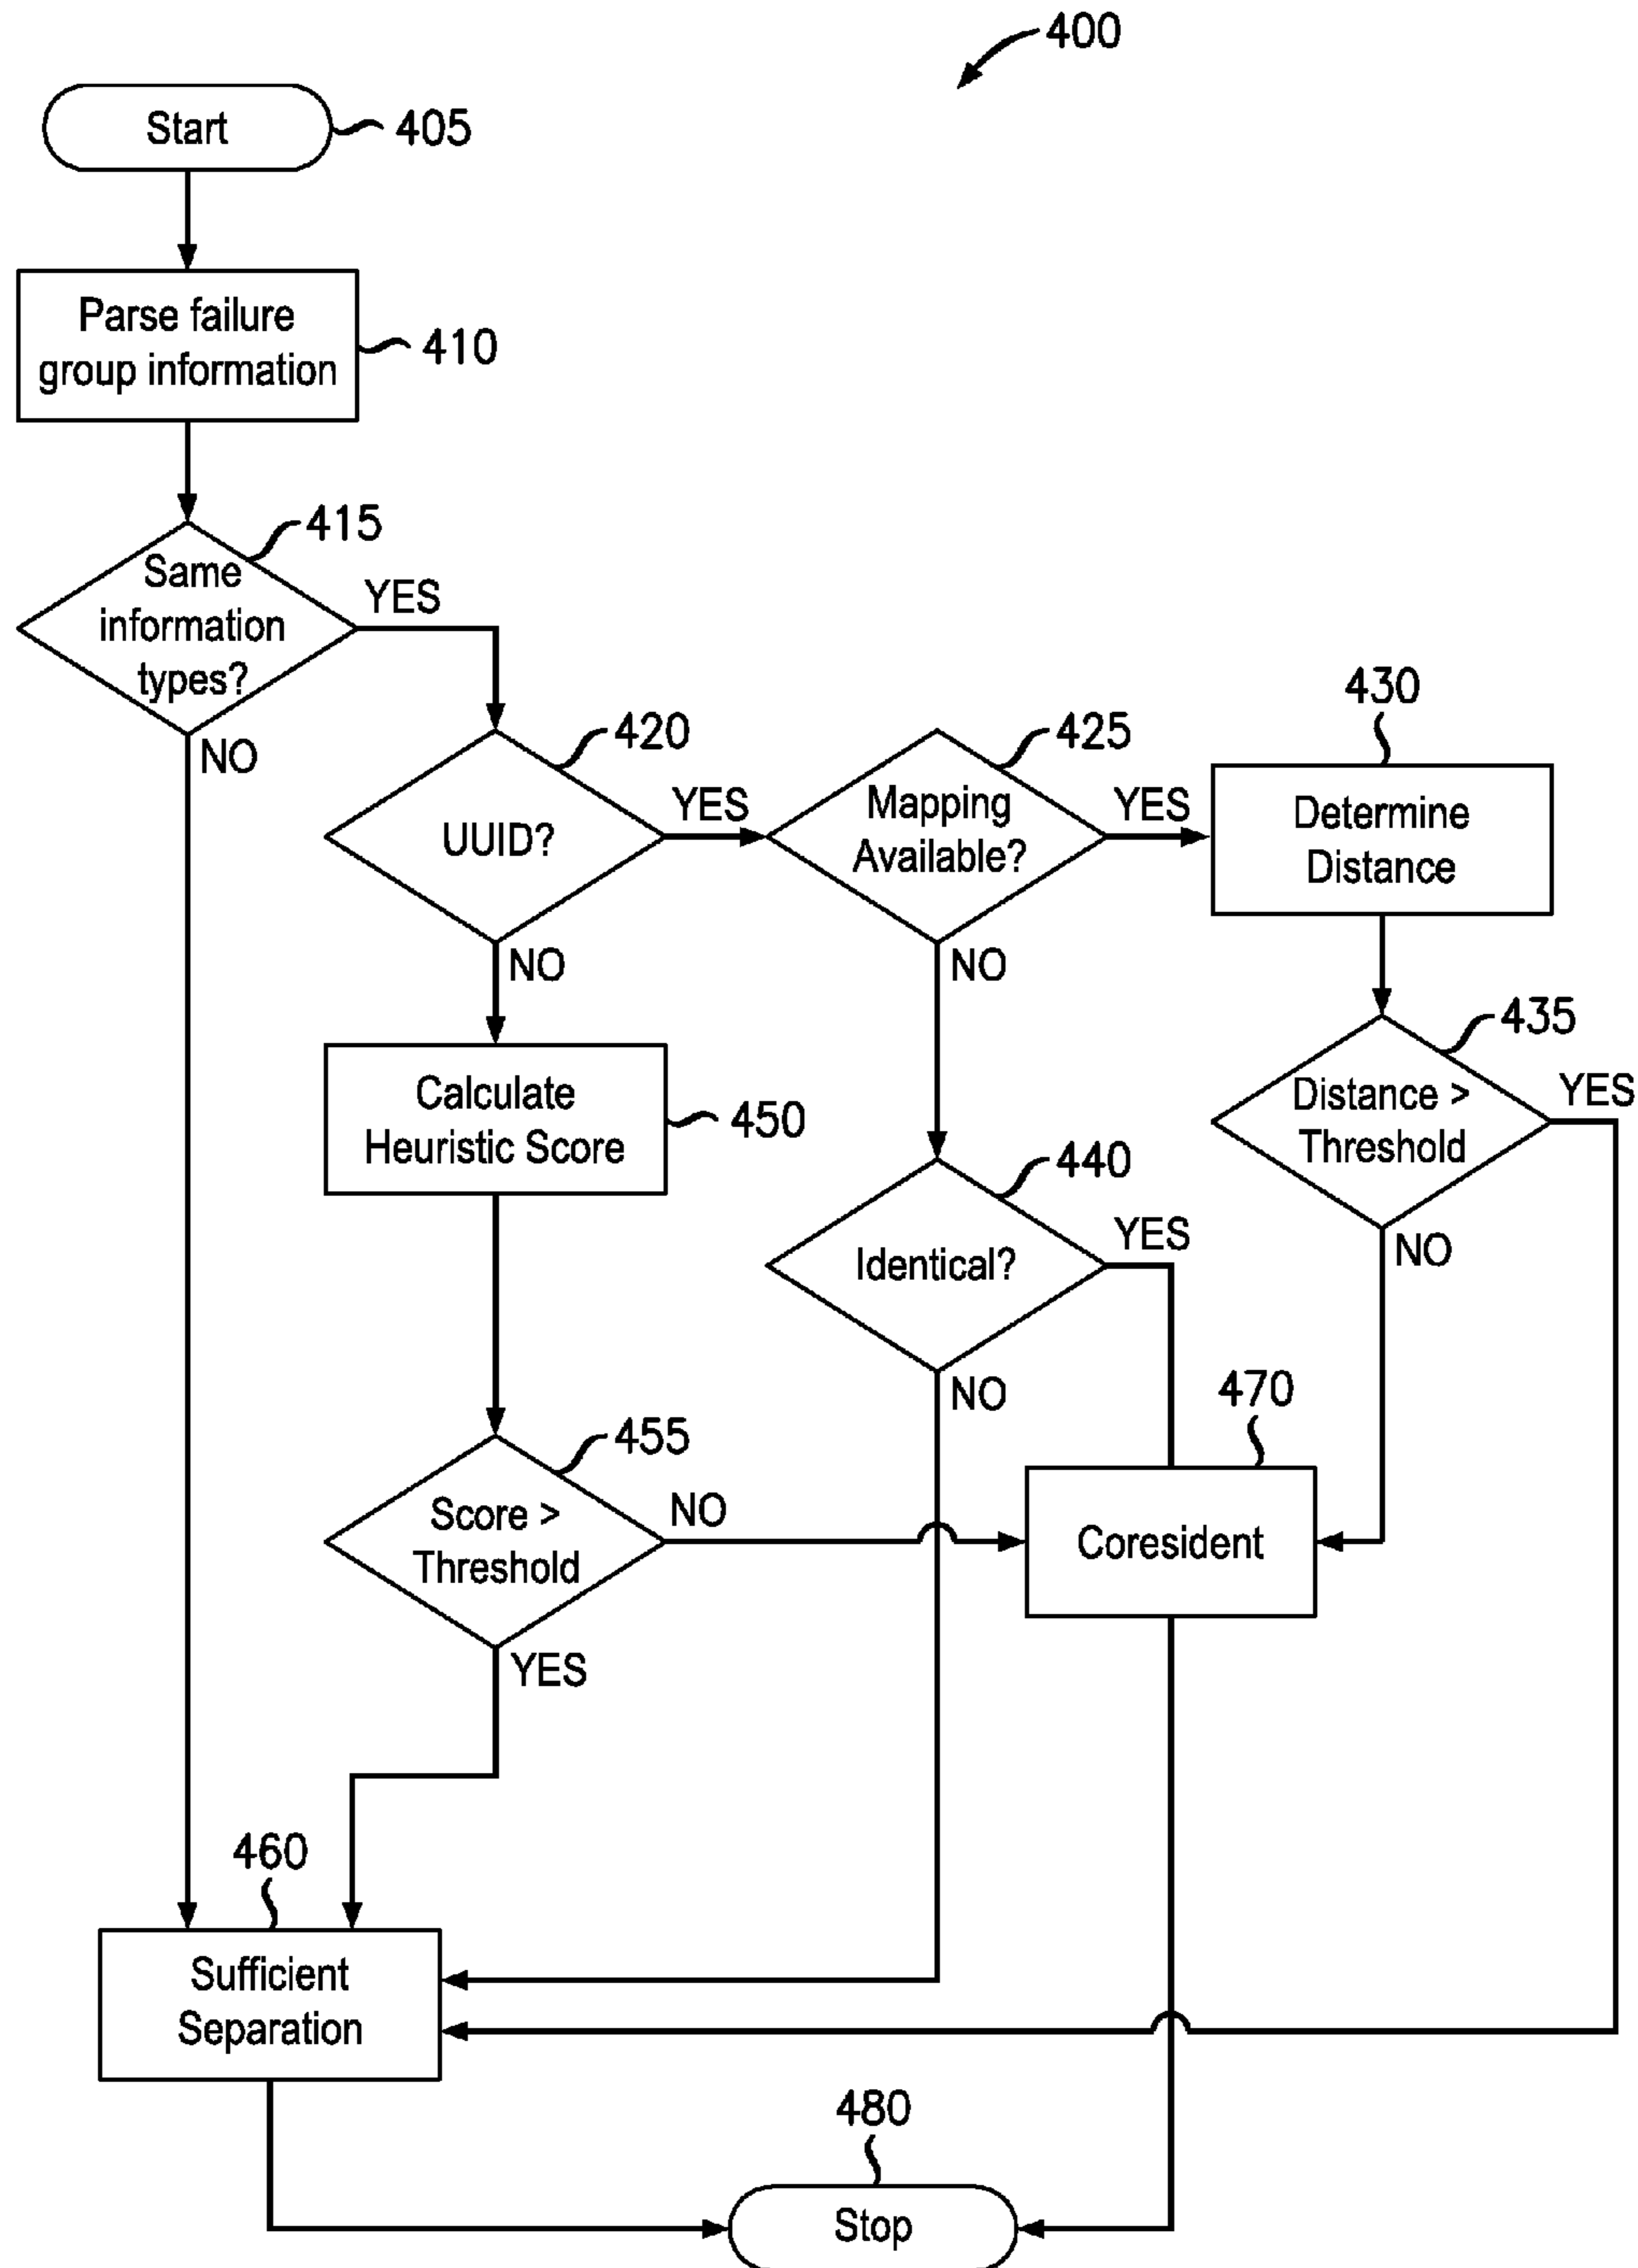 400
Start
405
Parse failure
group information
410
415
Same
information
types?
YES
NO
420
UUID?
YES
NO
425
Mapping
Available?
YES
NO
430
Determine
Distance
435
Distance >
Threshold
YES
NO
Calculate
Heuristic Score
450
440
Identical?
YES
NO
455
Score >
Threshold
NO
YES
470
Coresident
460
Sufficient
Separation
480
Stop